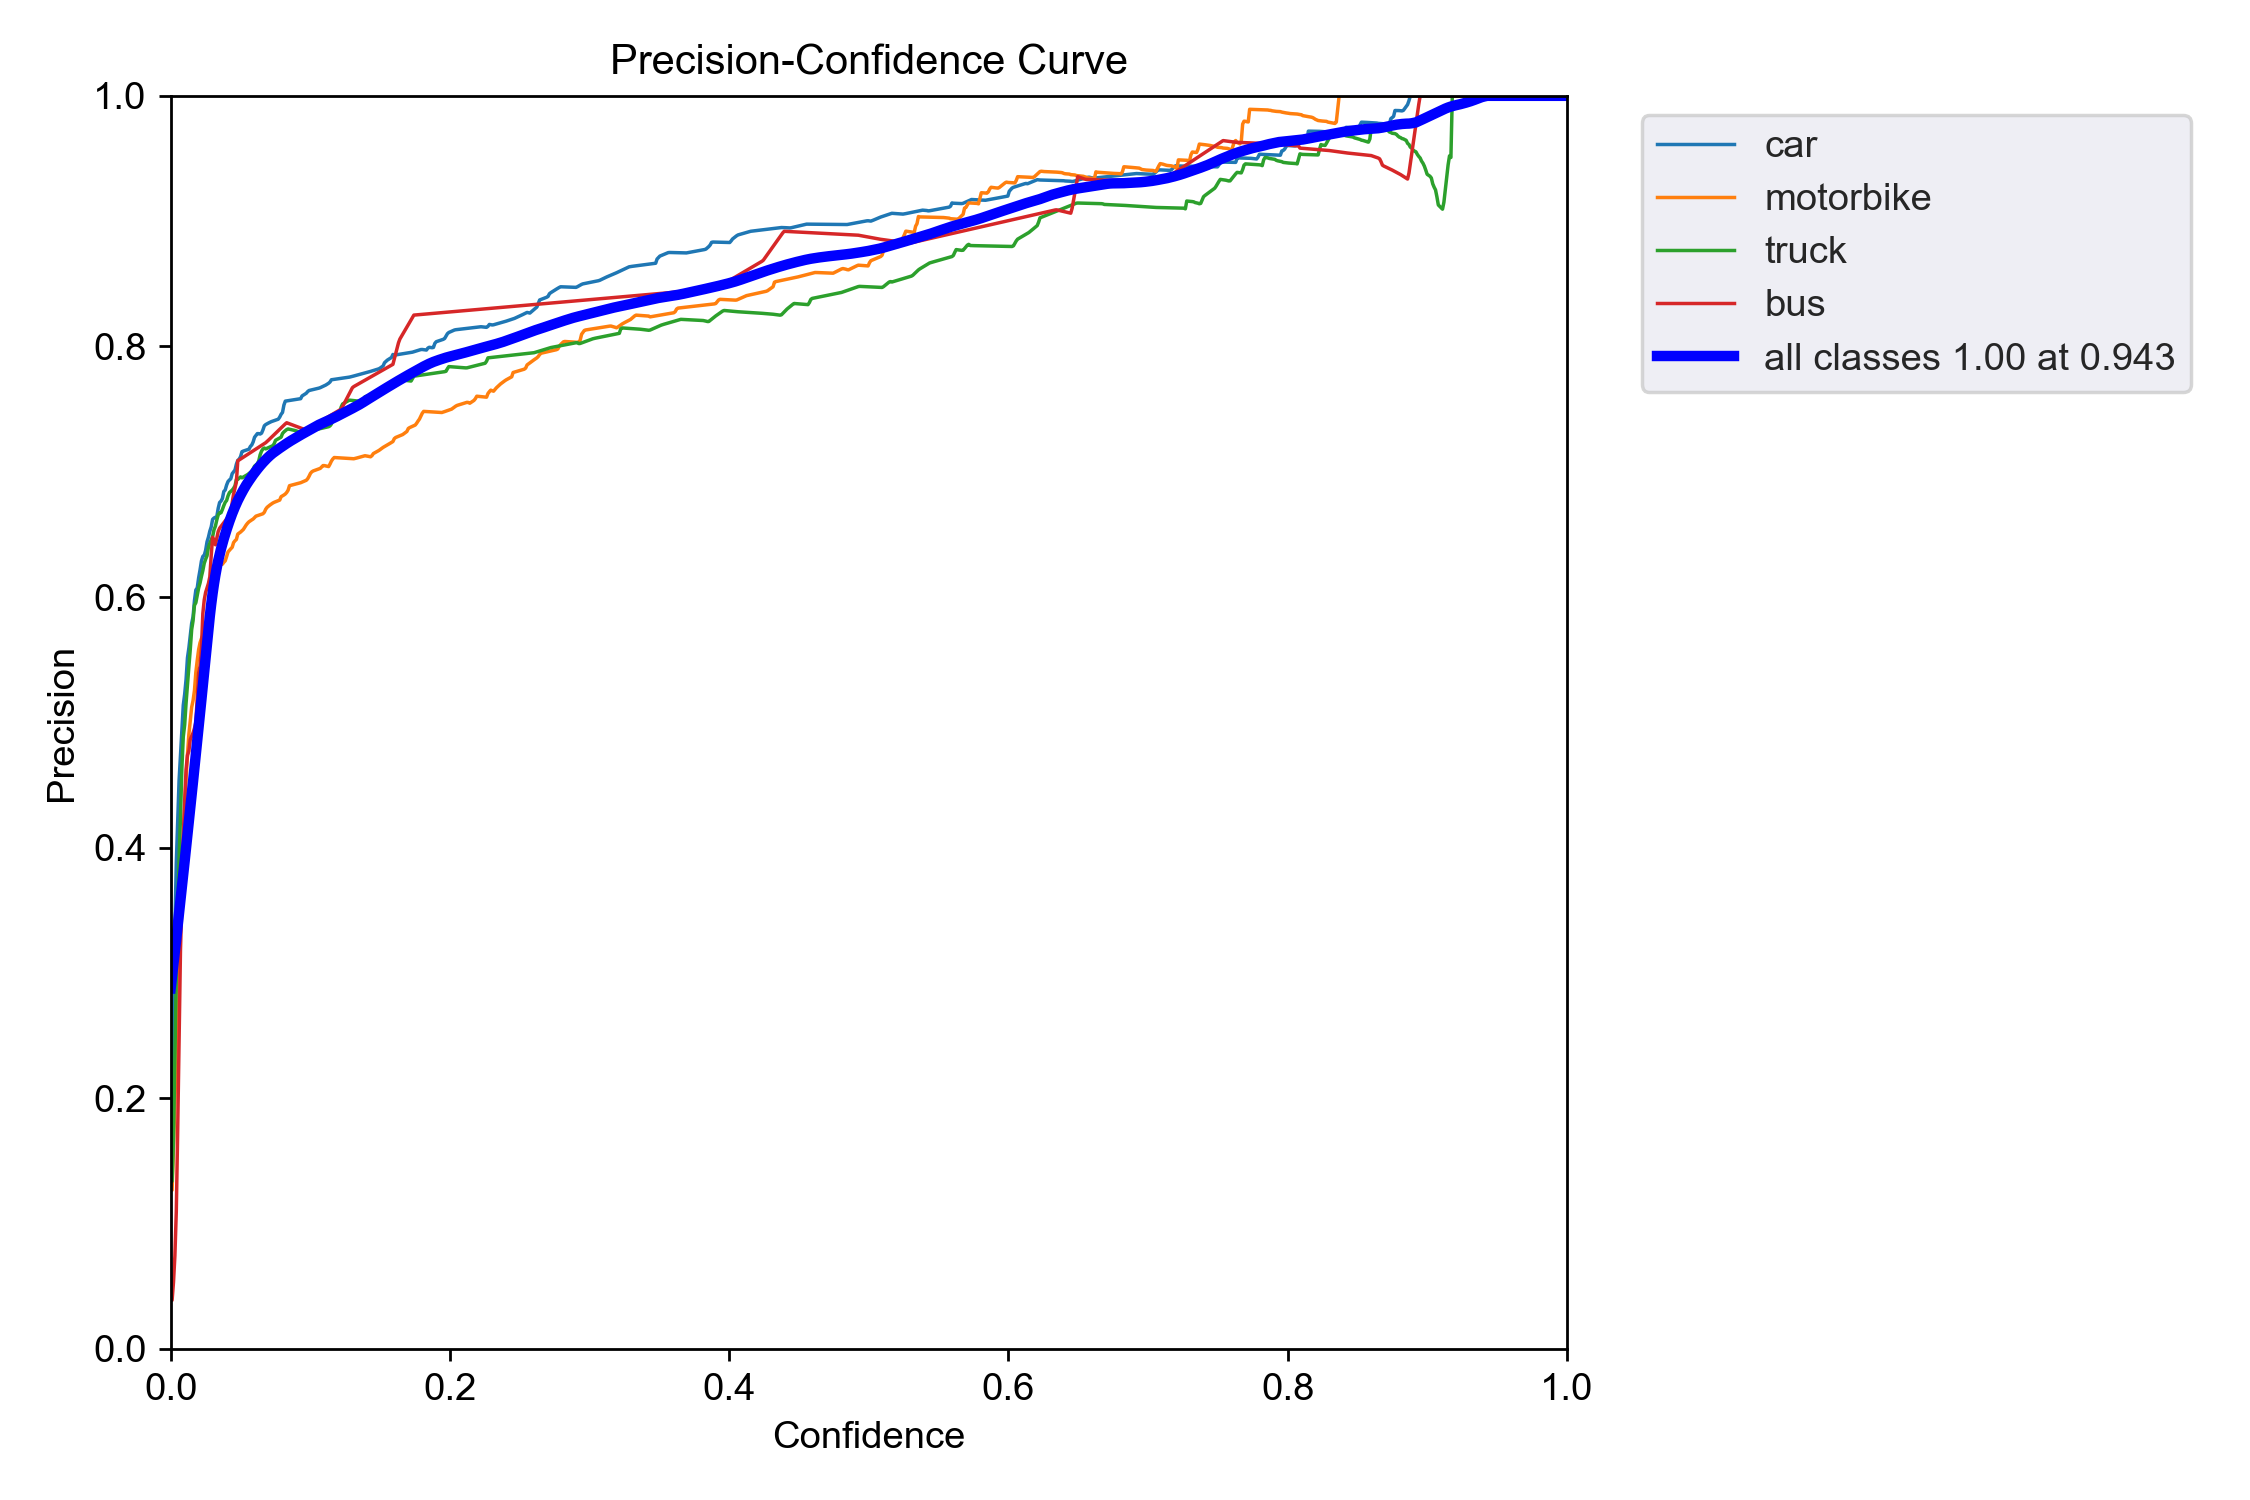 Precision-Confidence Curve
1.0
0.8
0.6
0.4
0.2
0.0
Precision
0.0 0.2 0.4 0.6 0.8 1.0
Confidence
car
motorbike
truck
bus
all classes 1.00 at 0.943